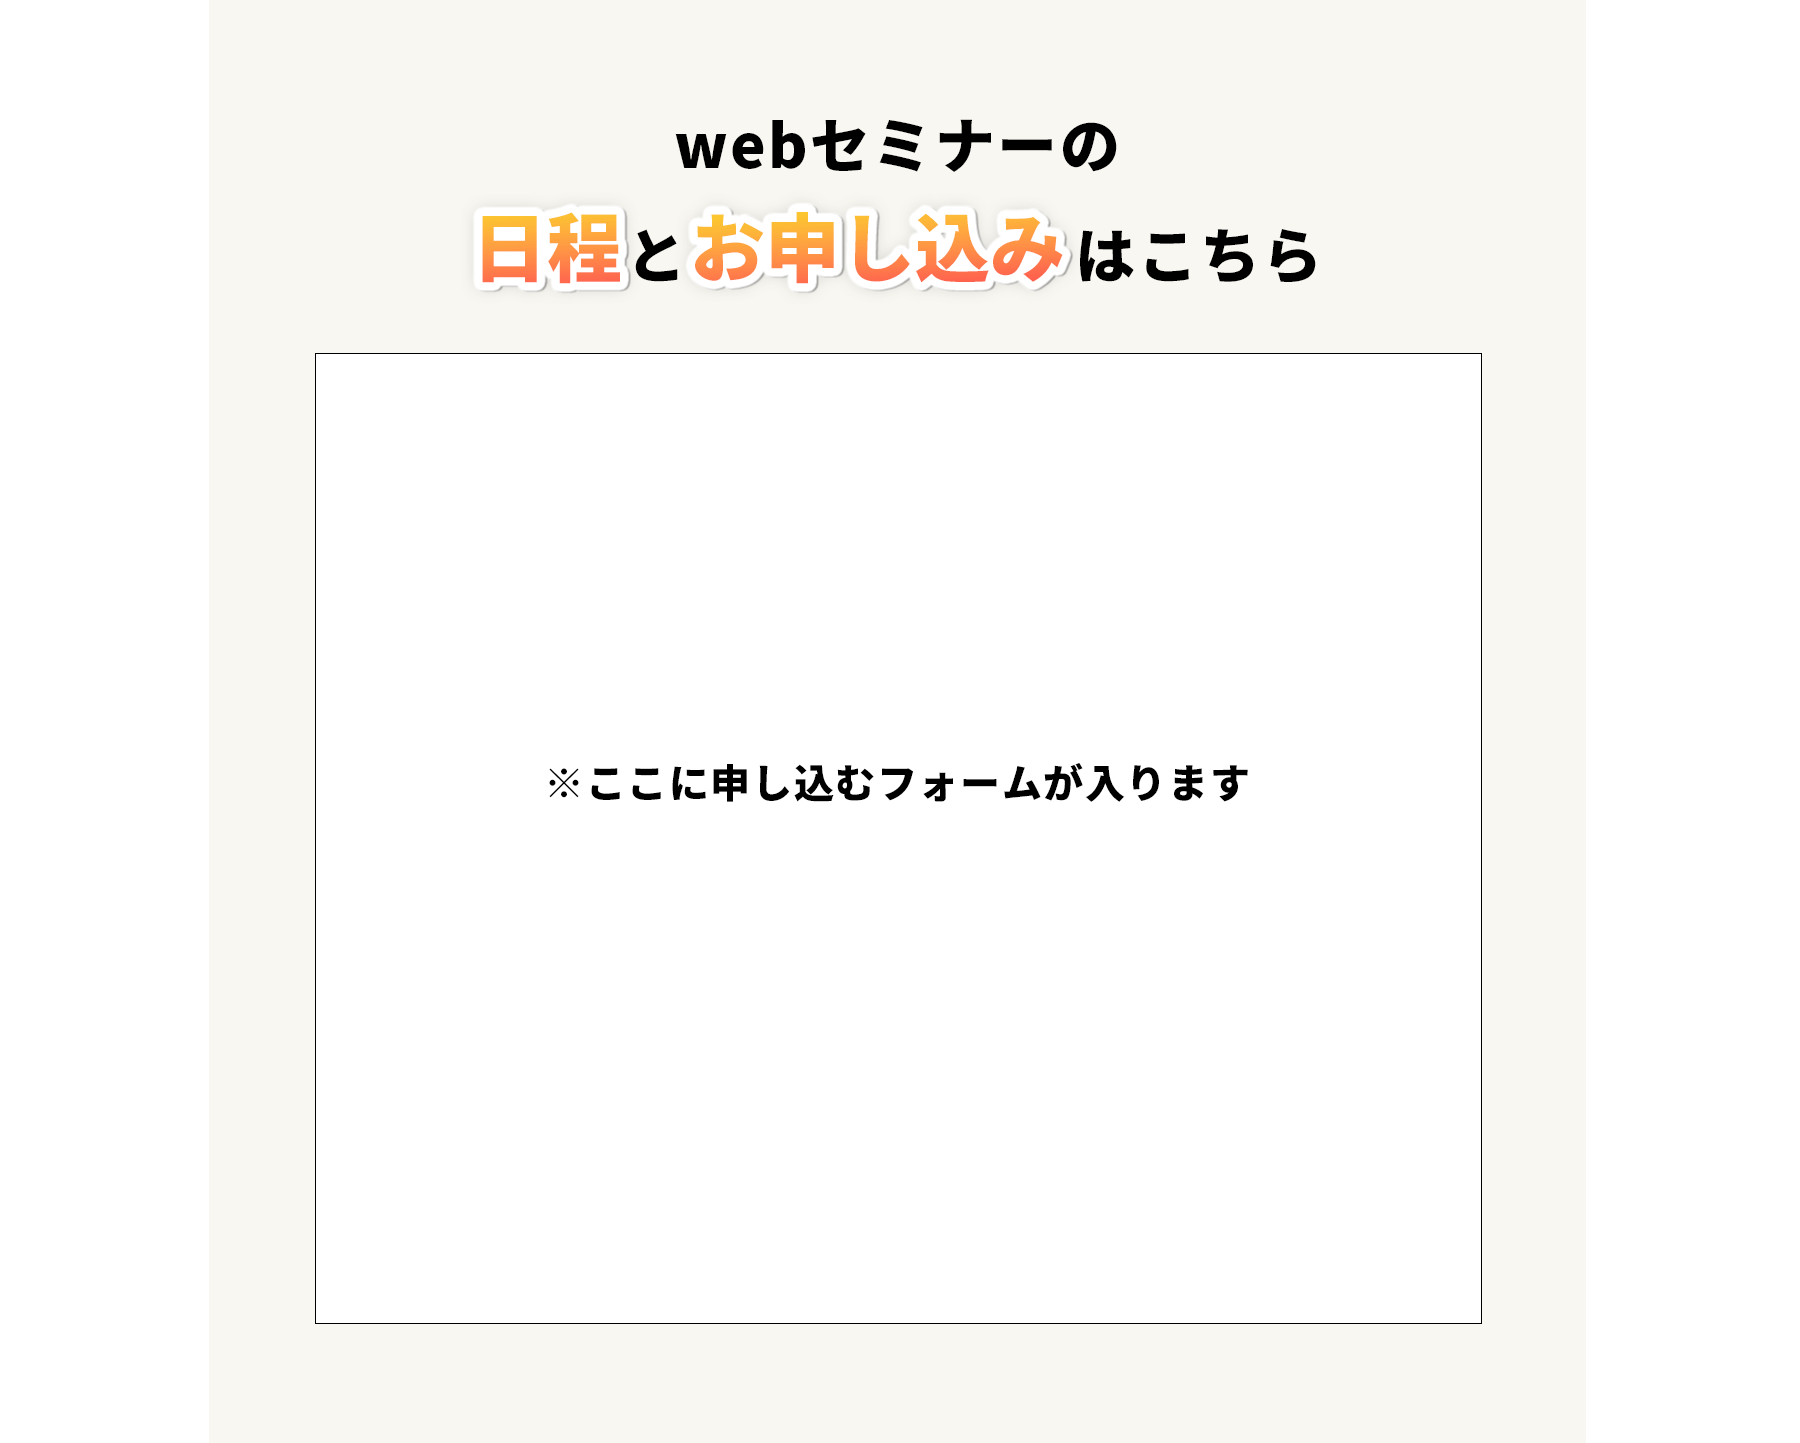 webセミナーの
日程とお申し込みはこちら
※ここに申し込むフォームが入ります